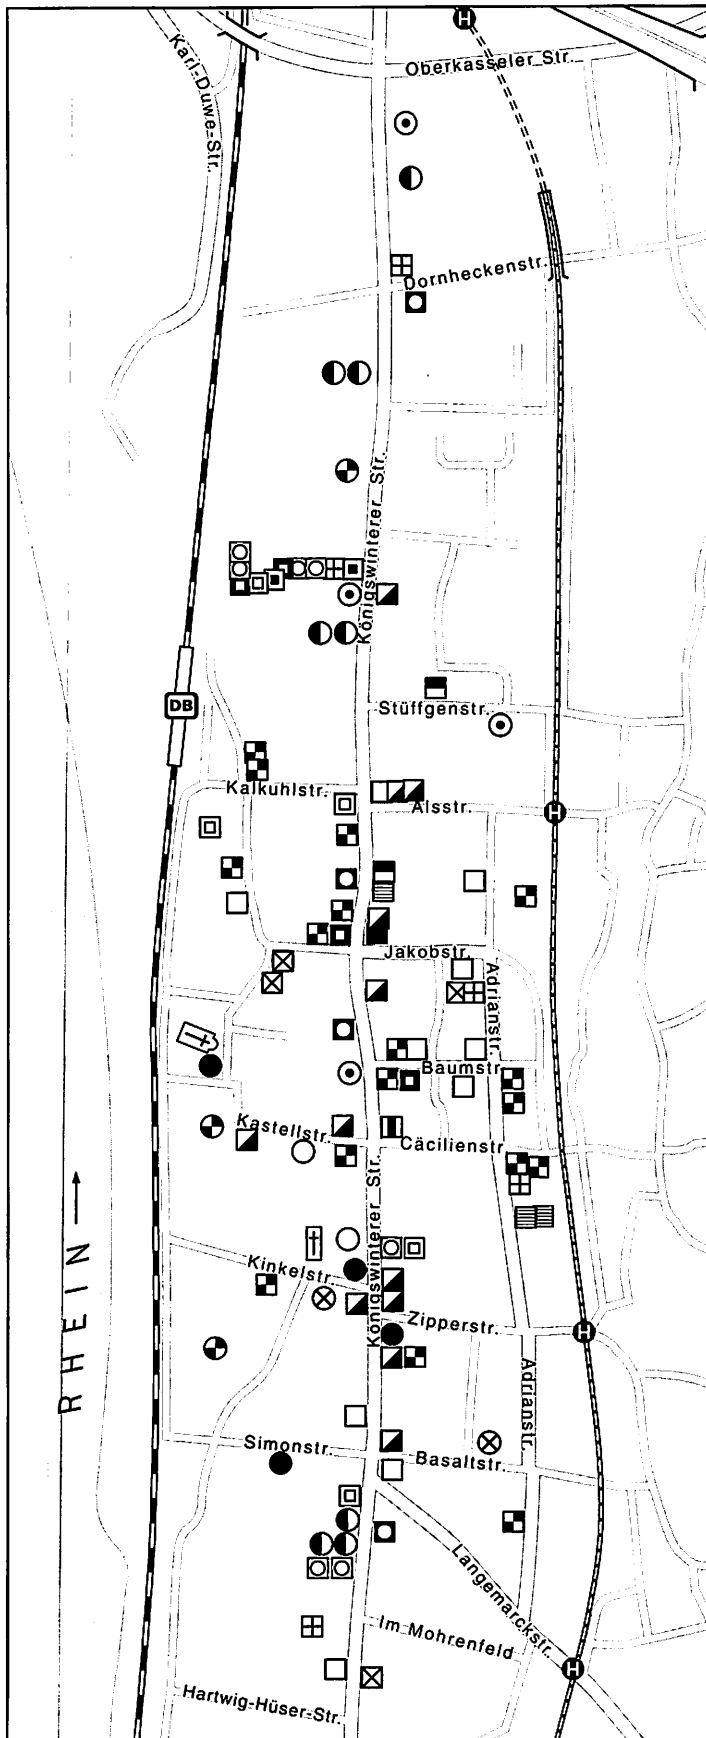 H
Oberkasseler Str.
Karl-Duwe-Str.
Dornheckenstr.
Königswinterer Str.
DB
Stüffgenstr.
Kalkuhlstr.
Alsstr.
H
Jakobstr.
Adrianstr.
Baumstr.
Kastellstr.
Cäcilienstr.
Königswinterer Str.
RHEIN
Kinkelstr.
Zipperstr.
H
Adrianstr.
Simonstr.
Basaltstr.
Langemarckstr.
Im Mohrenfeld
H
Hartwig-Hüser-Str.